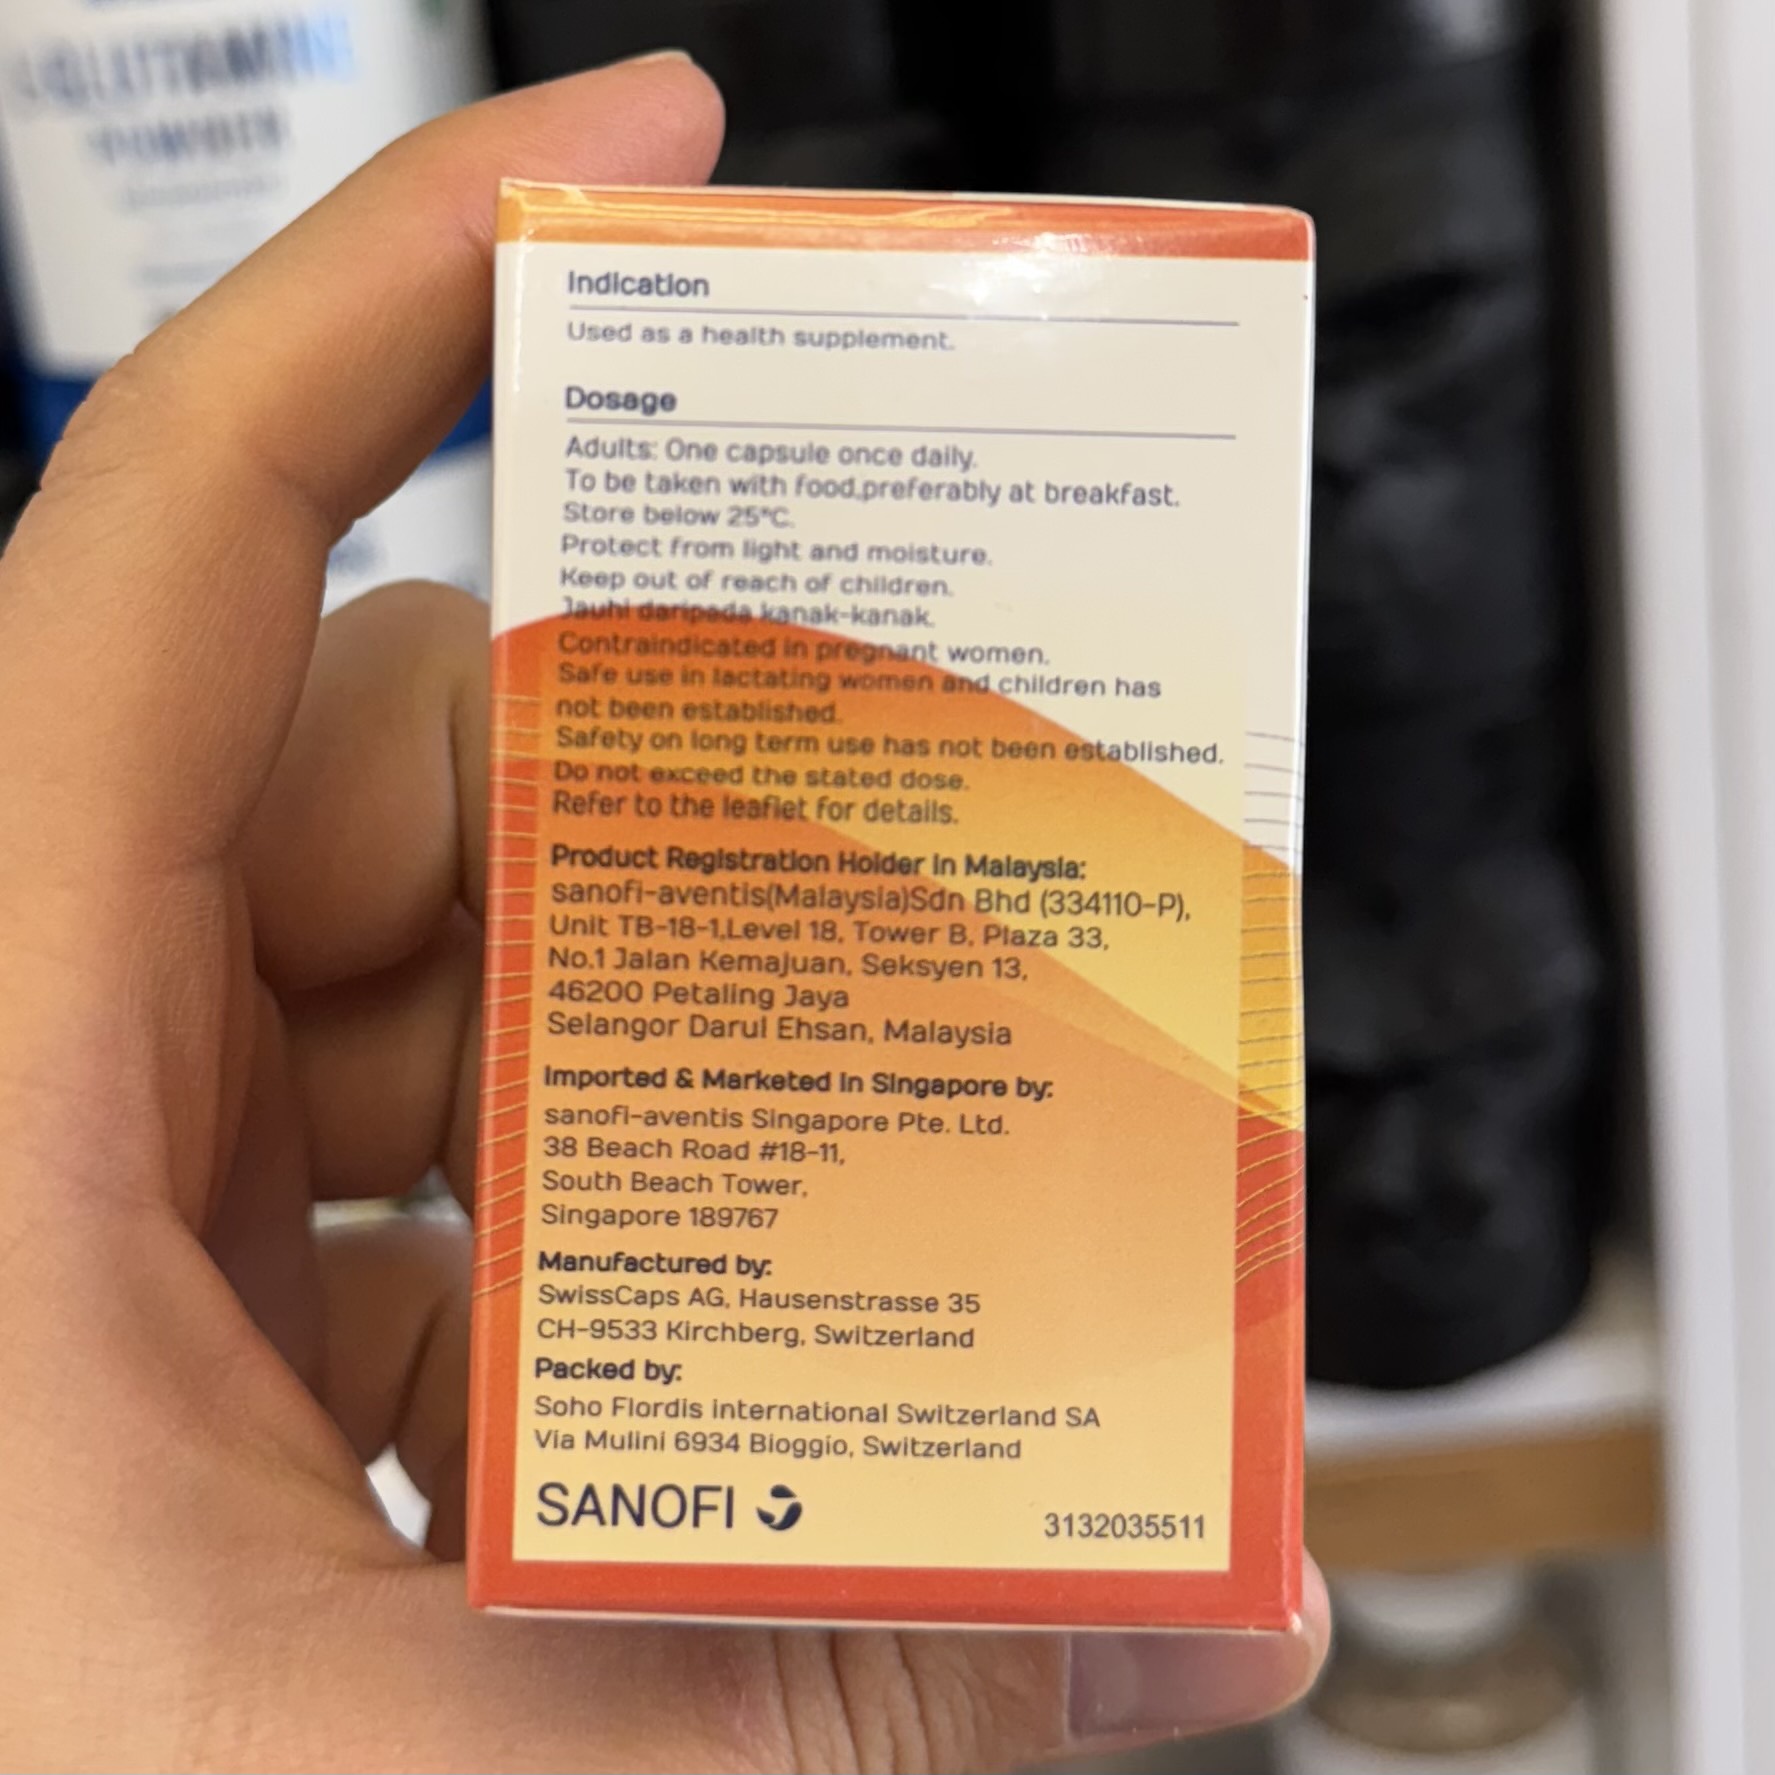 GLUTAMINE
POWDER
Indication
Used as a health supplement.
Dosage
Adults: One capsule once daily.
To be taken with food,preferably at breakfast.
Store below 25°C.
Protect from light and moisture.
Keep out of reach of children.
Jauhi daripada kanak-kanak.
Contraindicated in pregnant women.
Safe use in lactating women and children has
not been established.
Safety on long term use has not been established.
Do not exceed the stated dose.
Refer to the leaflet for details.
Product Registration Holder in Malaysia:
sanofi-aventis(Malaysia)Sdn Bhd (334110-P),
Unit TB-18-1,Level 18, Tower B, Plaza 33,
No.1 Jalan Kemajuan, Seksyen 13,
46200 Petaling Jaya
Selangor Darul Ehsan, Malaysia
Imported & Marketed in Singapore by:
sanofi-aventis Singapore Pte. Ltd.
38 Beach Road #18-11,
South Beach Tower,
Singapore 189767
Manufactured by:
SwissCaps AG, Hausenstrasse 35
CH-9533 Kirchberg, Switzerland
Packed by:
Soho Flordis international Switzerland SA
Via Mulini 6934 Bioggio, Switzerland
SANOFI
3132035511